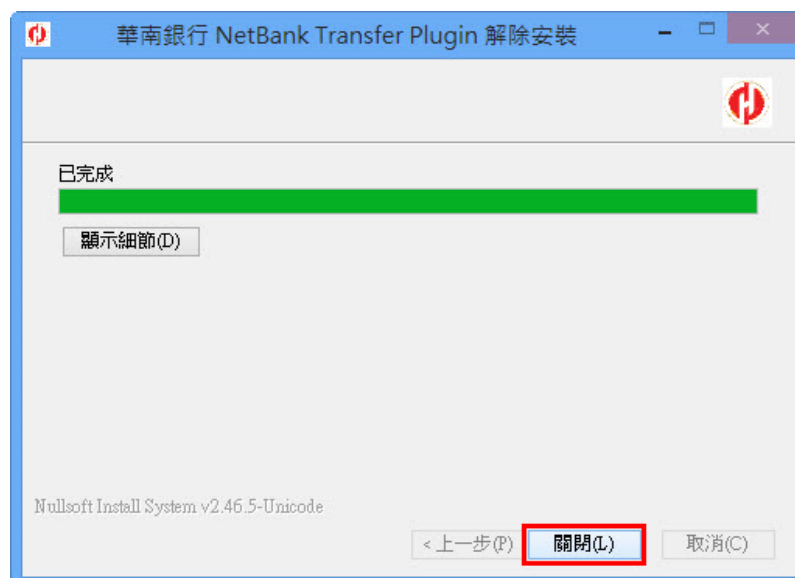 華南銀行 NetBank Transfer Plugin 解除安裝
已完成
顯示細節(D)
Nullsoft Install System v2.46.5-Unicode
<上一步(P) 關閉(L) 取消(C)